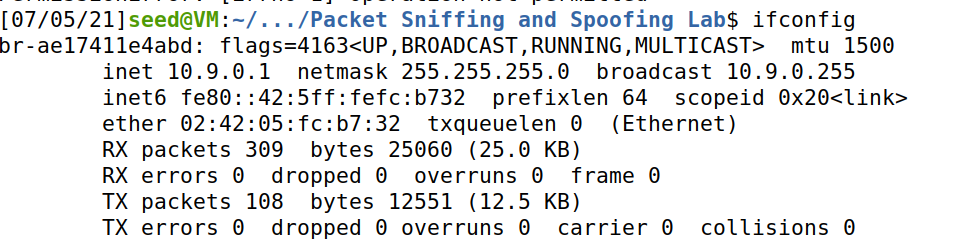 [07/05/21]seed@VM:~/.../Packet Sniffing and Spoofing Lab$ ifconfig
br-ae17411e4abd: flags=4163<UP,BROADCAST,RUNNING,MULTICAST>  mtu 1500
        inet 10.9.0.1  netmask 255.255.255.0  broadcast 10.9.0.255
        inet6 fe80::42:5ff:fefc:b732  prefixlen 64  scopeid 0x20<link>
        ether 02:42:05:fc:b7:32  txqueuelen 0  (Ethernet)
        RX packets 309  bytes 25060 (25.0 KB)
        RX errors 0  dropped 0  overruns 0  frame 0
        TX packets 108  bytes 12551 (12.5 KB)
        TX errors 0  dropped 0 overruns 0  carrier 0  collisions 0